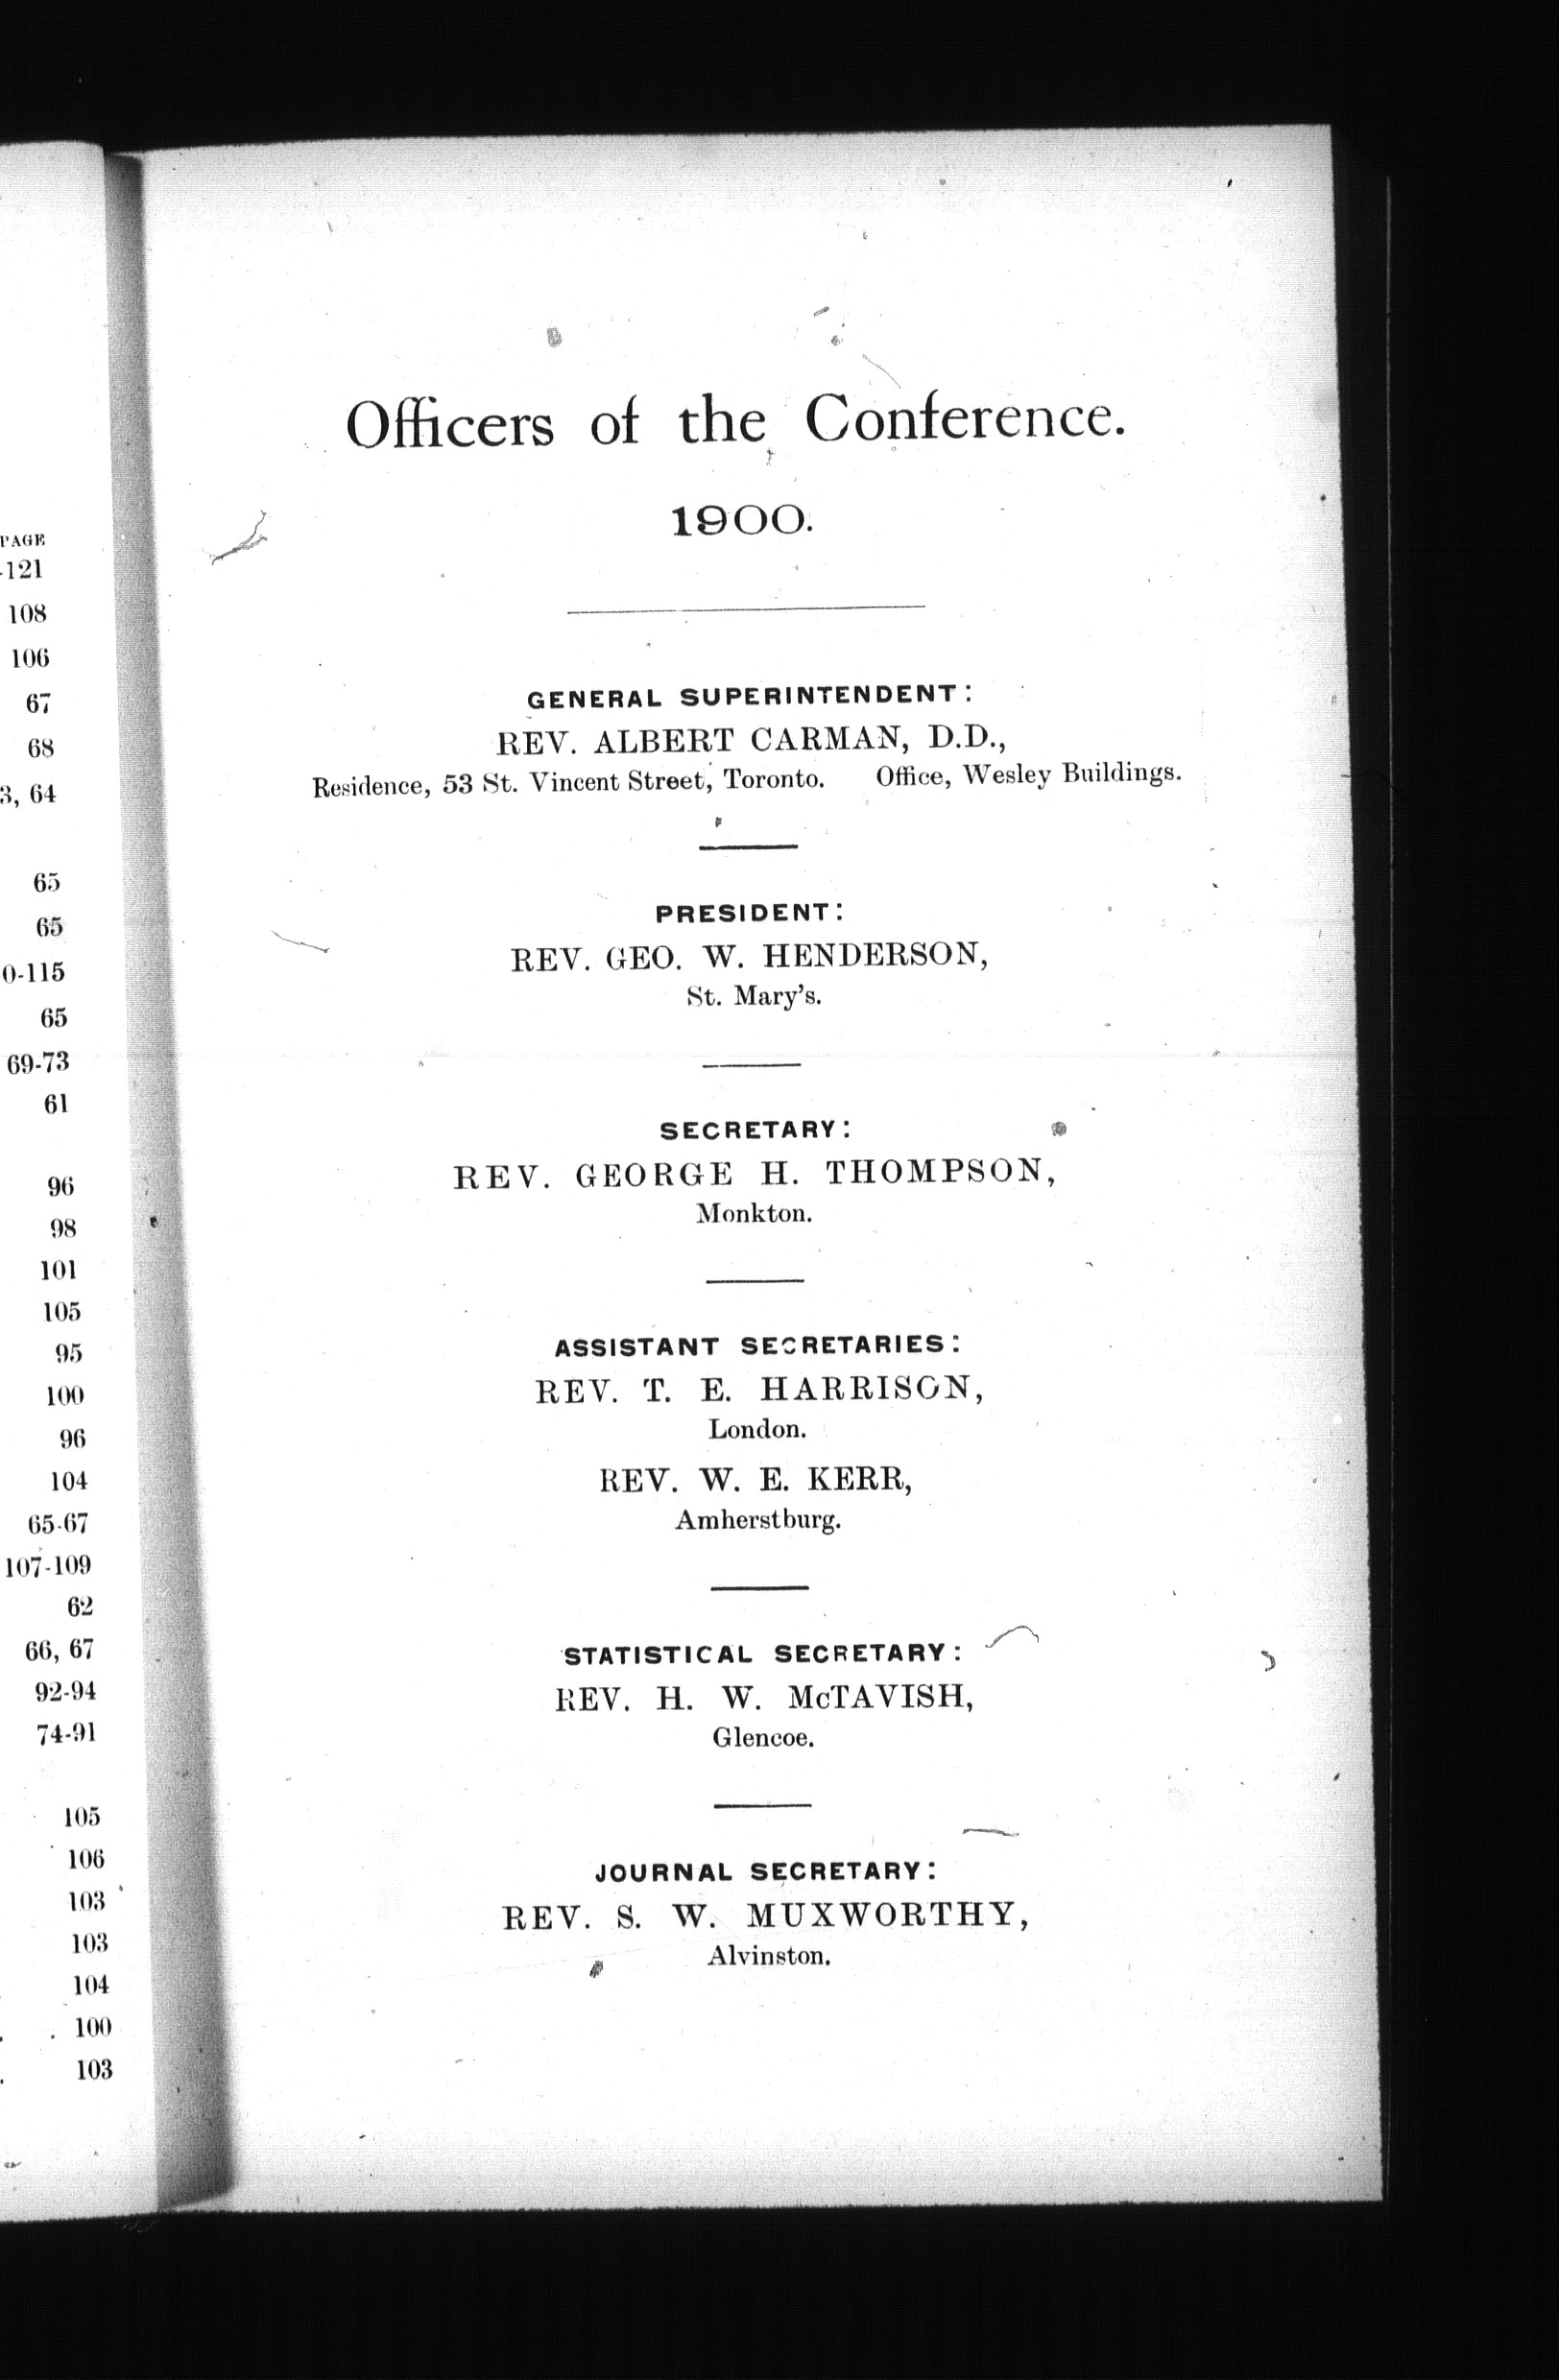 PAGE
-121
108
106
67
68
3, 64
65
65
0-115
65
69-73
61
96
98
101
105
95
100
96
104
65-67
107-109
62
66, 67
92-94
74-91
105
106
103
103
104
. . 100
. 103
Officers of the Conference.
1900.
GENERAL SUPERINTENDENT:
REV. ALBERT CARMAN, D.D.,
Residence, 53 St. Vincent Street, Toronto. Office, Wesley Buildings.
PRESIDENT:
REV. GEO. W. HENDERSON,
St. Mary's.
SECRETARY:
REV. GEORGE H. THOMPSON,
Monkton.
ASSISTANT SECRETARIES:
REV. T. E. HARRISON,
London.
REV. W. E. KERR,
Amherstburg.
STATISTICAL SECRETARY:
REV. H. W. McTAVISH,
Glencoe.
JOURNAL SECRETARY:
REV. S. W. MUXWORTHY,
Alvinston.